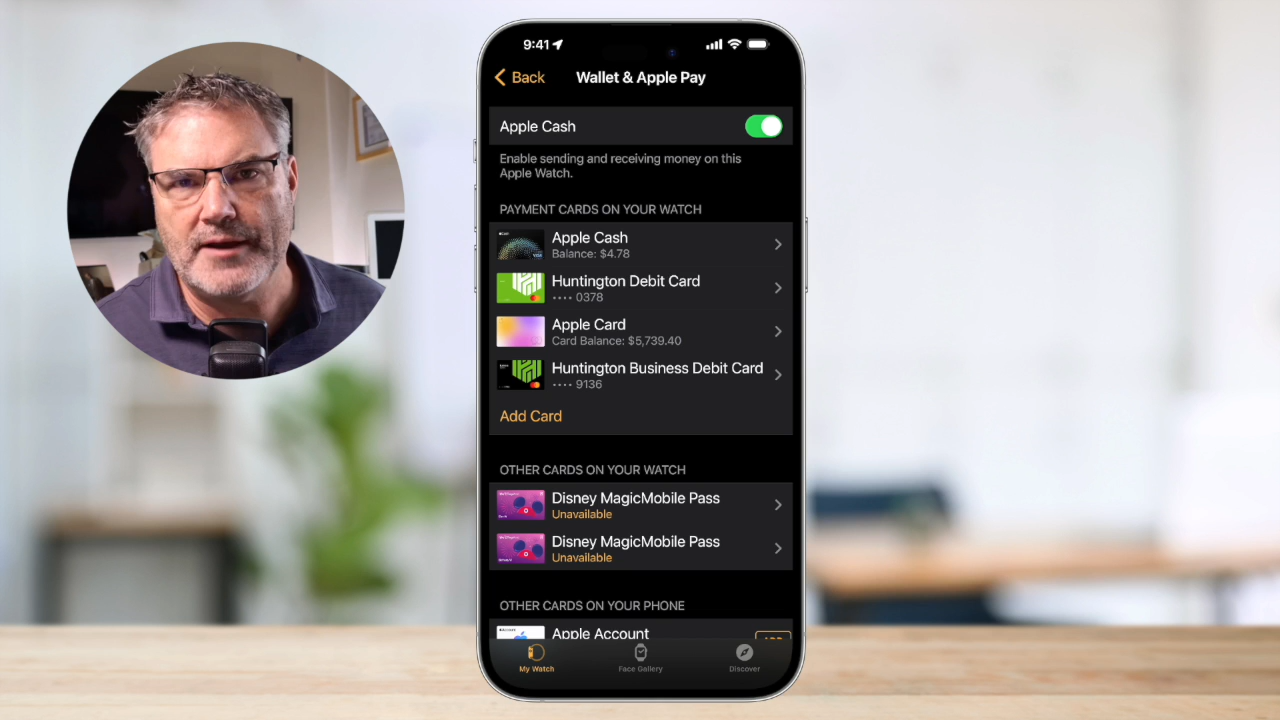 9:41
Back
Wallet & Apple Pay
Apple Cash
Enable sending and receiving money on this
Apple Watch.
PAYMENT CARDS ON YOUR WATCH
Apple Cash
Balance: $4.78
Huntington Debit Card
•••• 0378
Apple Card
Card Balance: $5,739.40
Huntington Business Debit Card
•••• 9136
Add Card
OTHER CARDS ON YOUR WATCH
Disney MagicMobile Pass
Unavailable
Disney MagicMobile Pass
Unavailable
OTHER CARDS ON YOUR PHONE
Apple Account
My Watch
Face Gallery
Discover